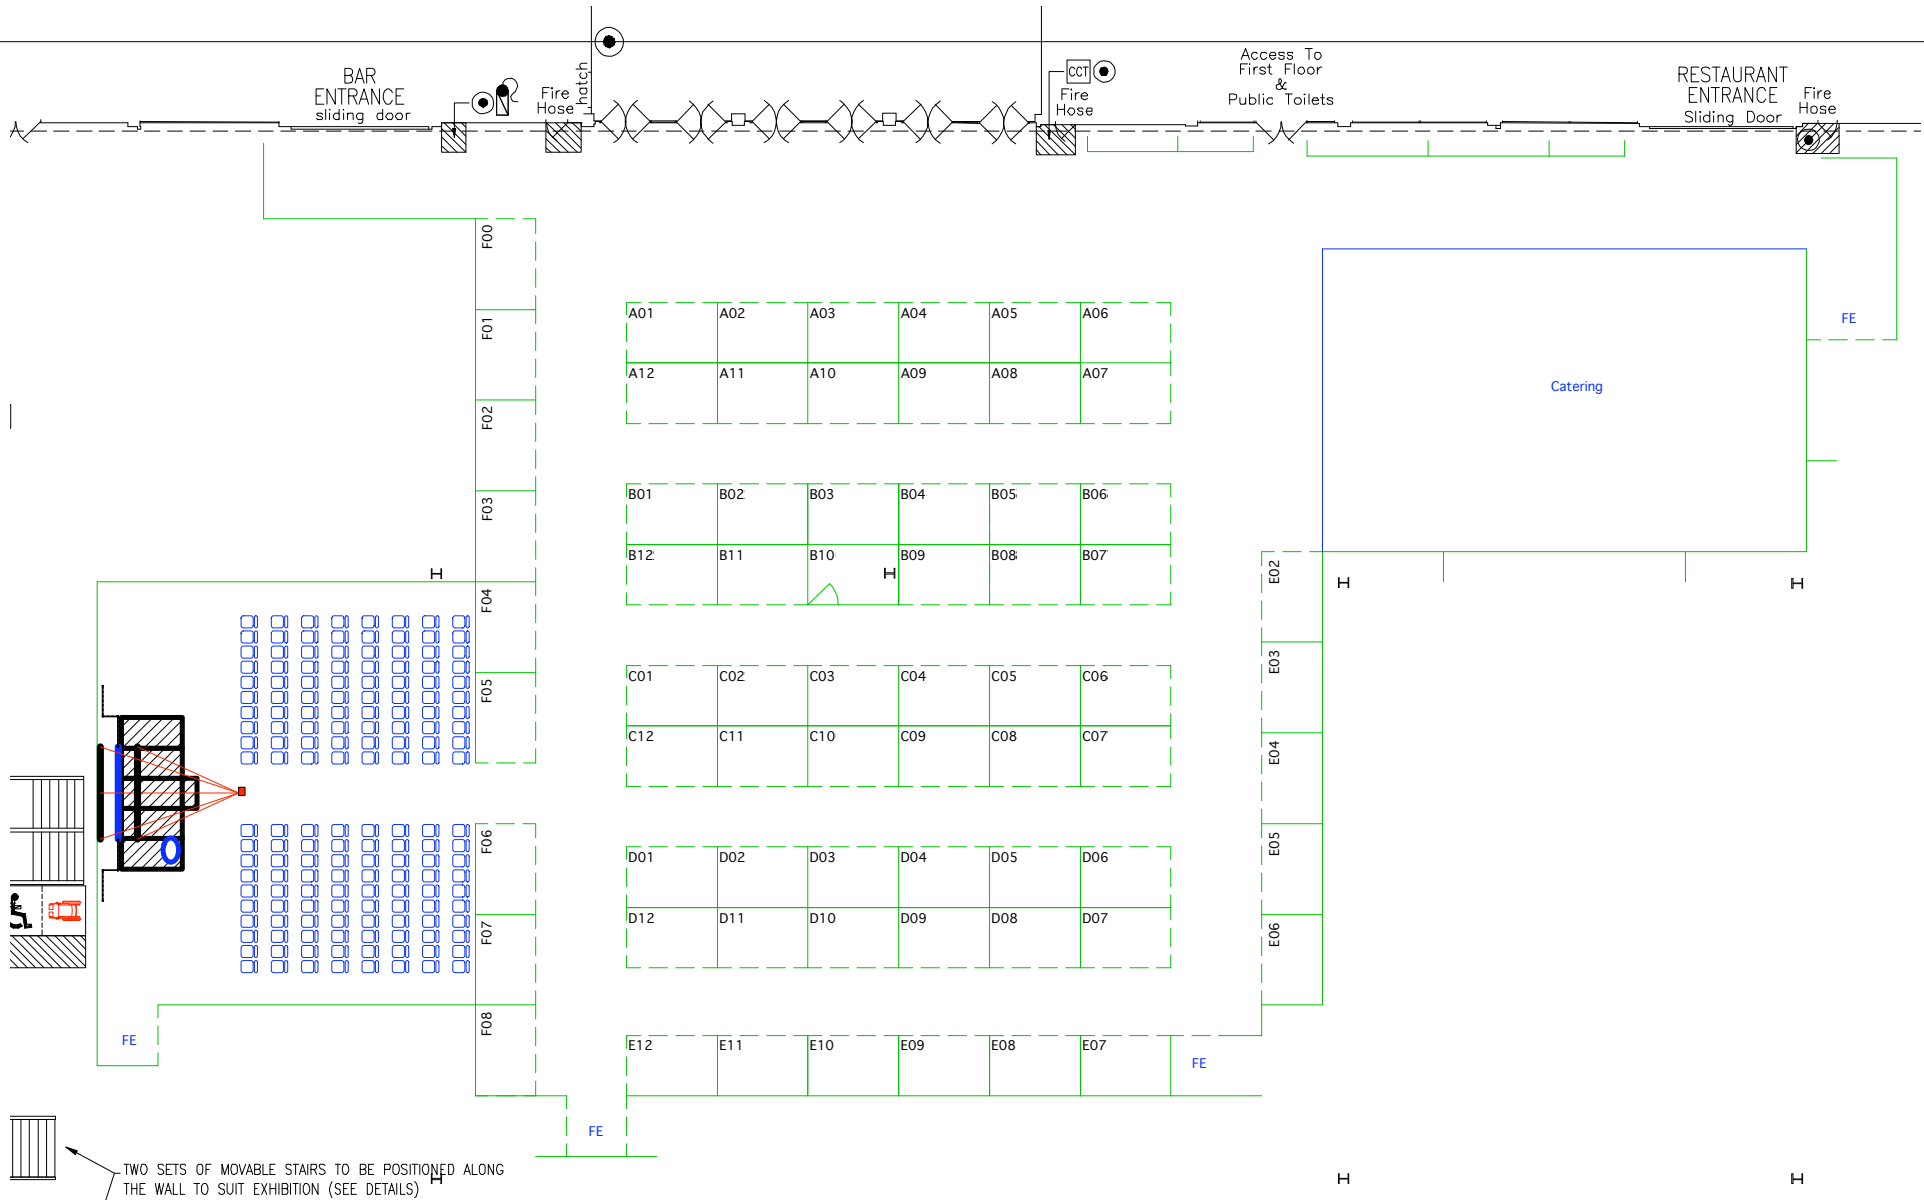 BAR
ENTRANCE
sliding door
Fire
Hose
hatch
CCT
Fire
Hose
Access To
First Floor
&
Public Toilets
RESTAURANT
ENTRANCE
Sliding Door
Fire
Hose
F00
F01
F02
F03
F04
F05
F06
F07
F08
A01 A02 A03 A04 A05 A06
A12 A11 A10 A09 A08 A07
B01 B02 B03 B04 B05 B06
B12 B11 B10 B09 B08 B07
C01 C02 C03 C04 C05 C06
C12 C11 C10 C09 C08 C07
D01 D02 D03 D04 D05 D06
D12 D11 D10 D09 D08 D07
E12 E11 E10 E09 E08 E07
E02
E03
E04
E05
E06
Catering
FE
FE
FE
FE
TWO SETS OF MOVABLE STAIRS TO BE POSITIONED ALONG
THE WALL TO SUIT EXHIBITION (SEE DETAILS)